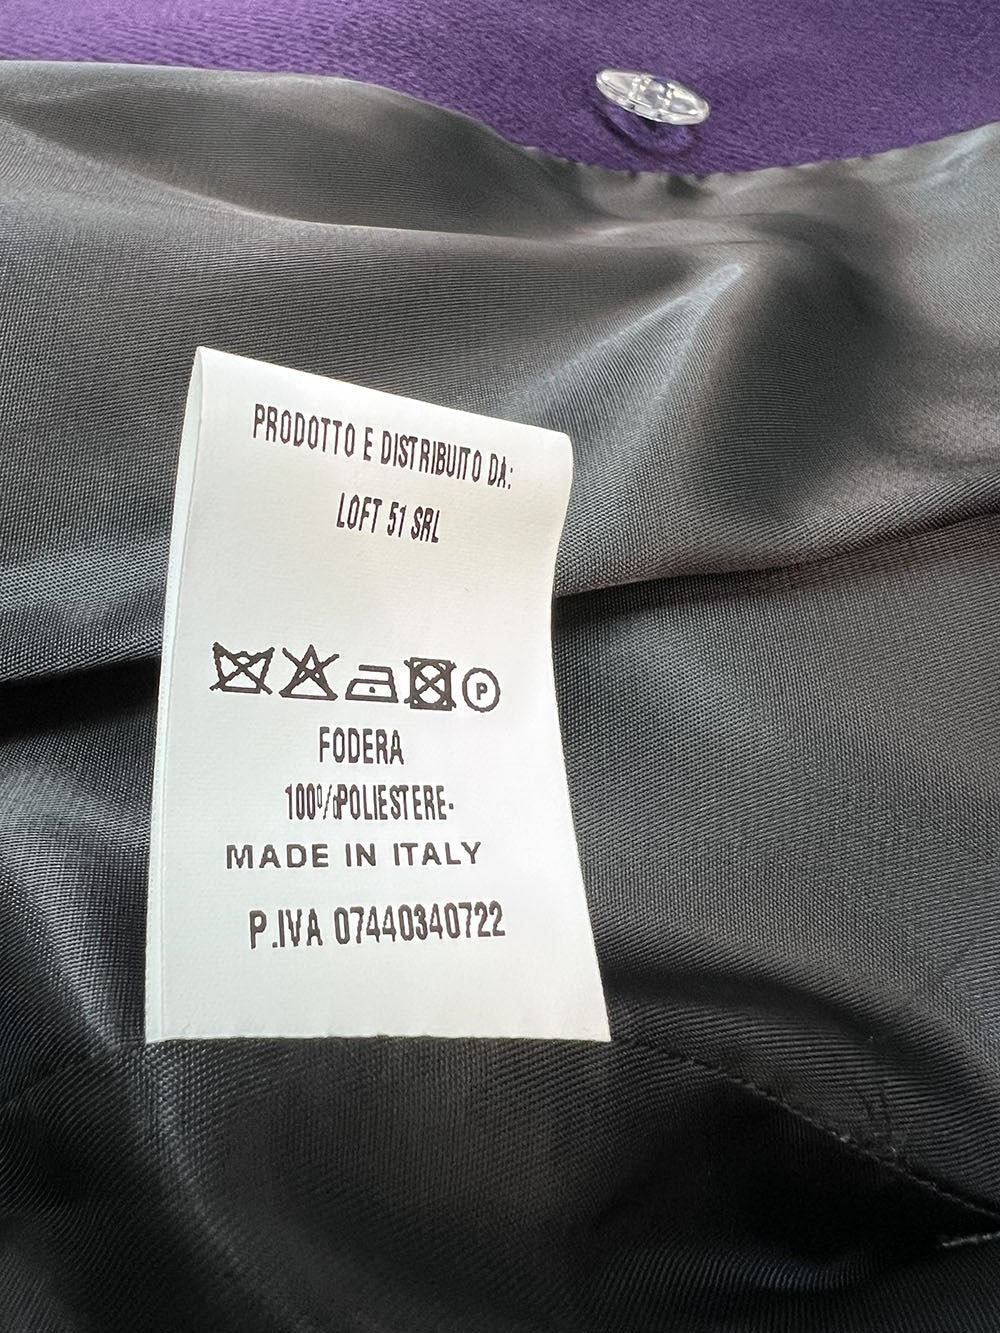 PRODOTTO E DISTRIBUITO DA:
LOFT 51 SRL
P
FODERA
100%POLIESTERE-
MADE IN ITALY
P.IVA 07440340722